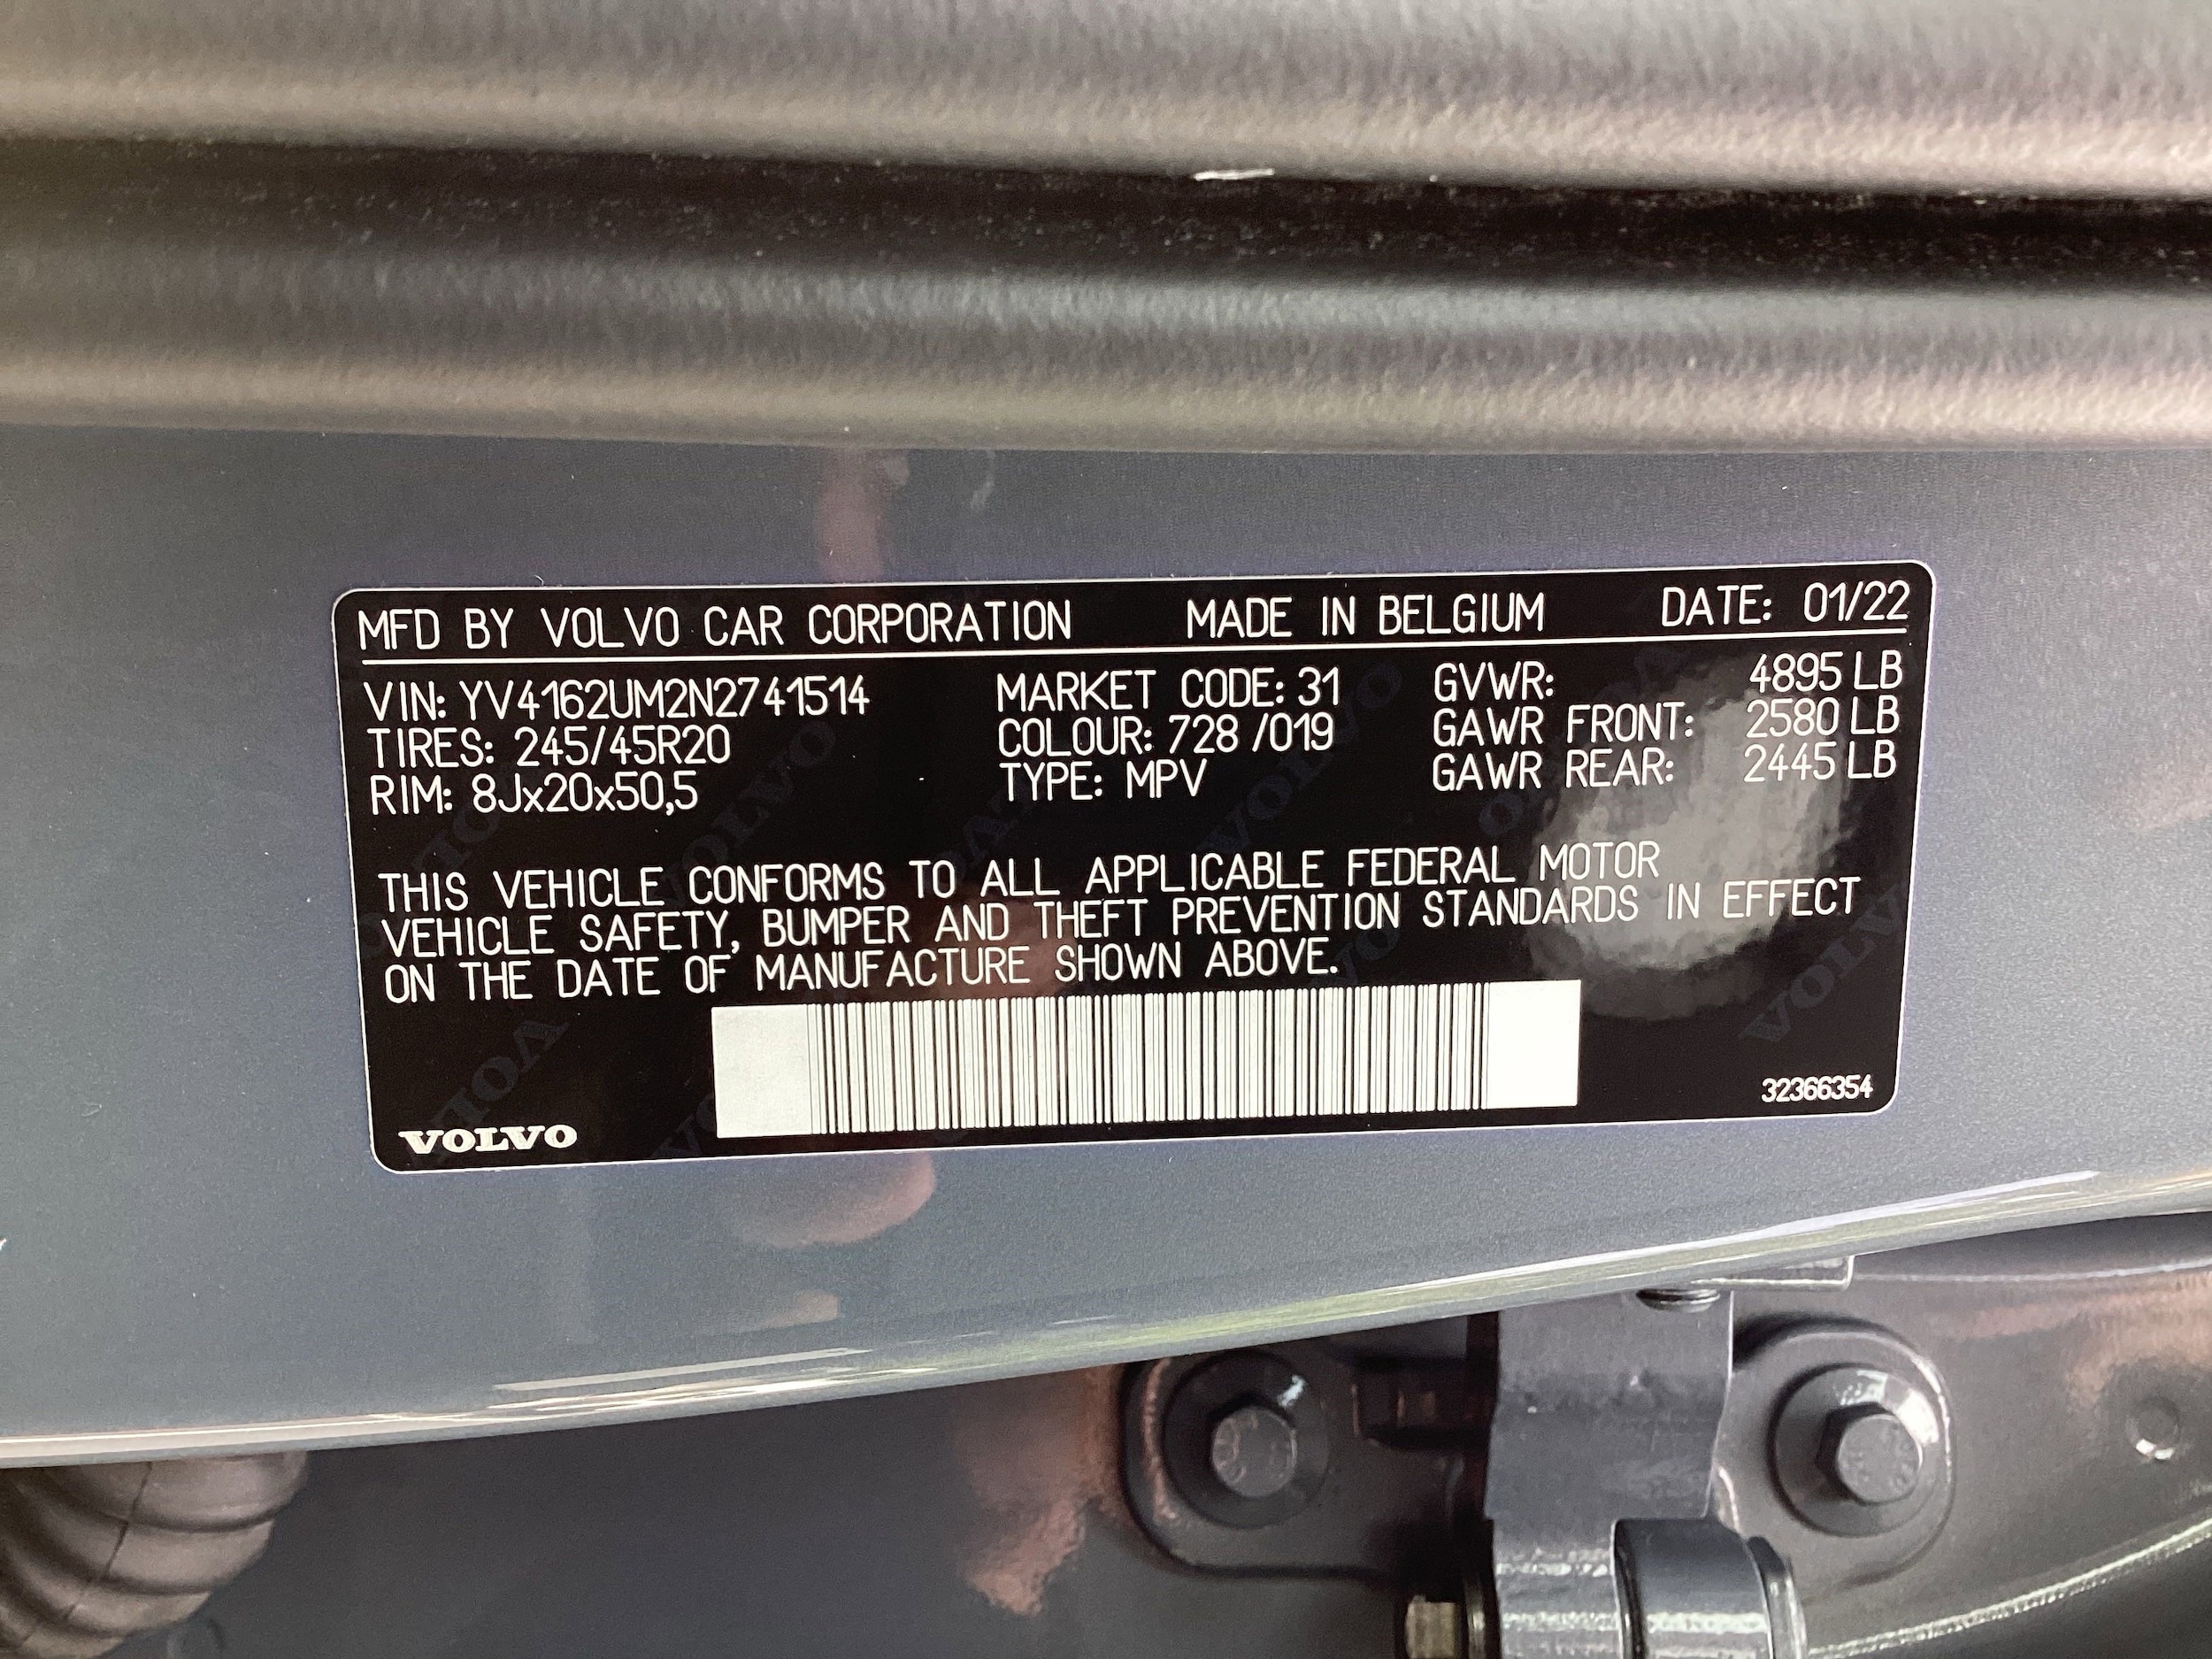 MFD BY VOLVO CAR CORPORATION MADE IN BELGIUM DATE: 01/22
VIN: YV4162UM2N2741514 MARKET CODE: 31 GVWR: 4895 LB
TIRES: 245/45R20 COLOUR: 728 /019 GAWR FRONT: 2580 LB
RIM: 8Jx20x50,5 TYPE: MPV GAWR REAR: 2445 LB
THIS VEHICLE CONFORMS TO ALL APPLICABLE FEDERAL MOTOR
VEHICLE SAFETY, BUMPER AND THEFT PREVENTION STANDARDS IN EFFECT
ON THE DATE OF MANUFACTURE SHOWN ABOVE.
32366354
VOLVO